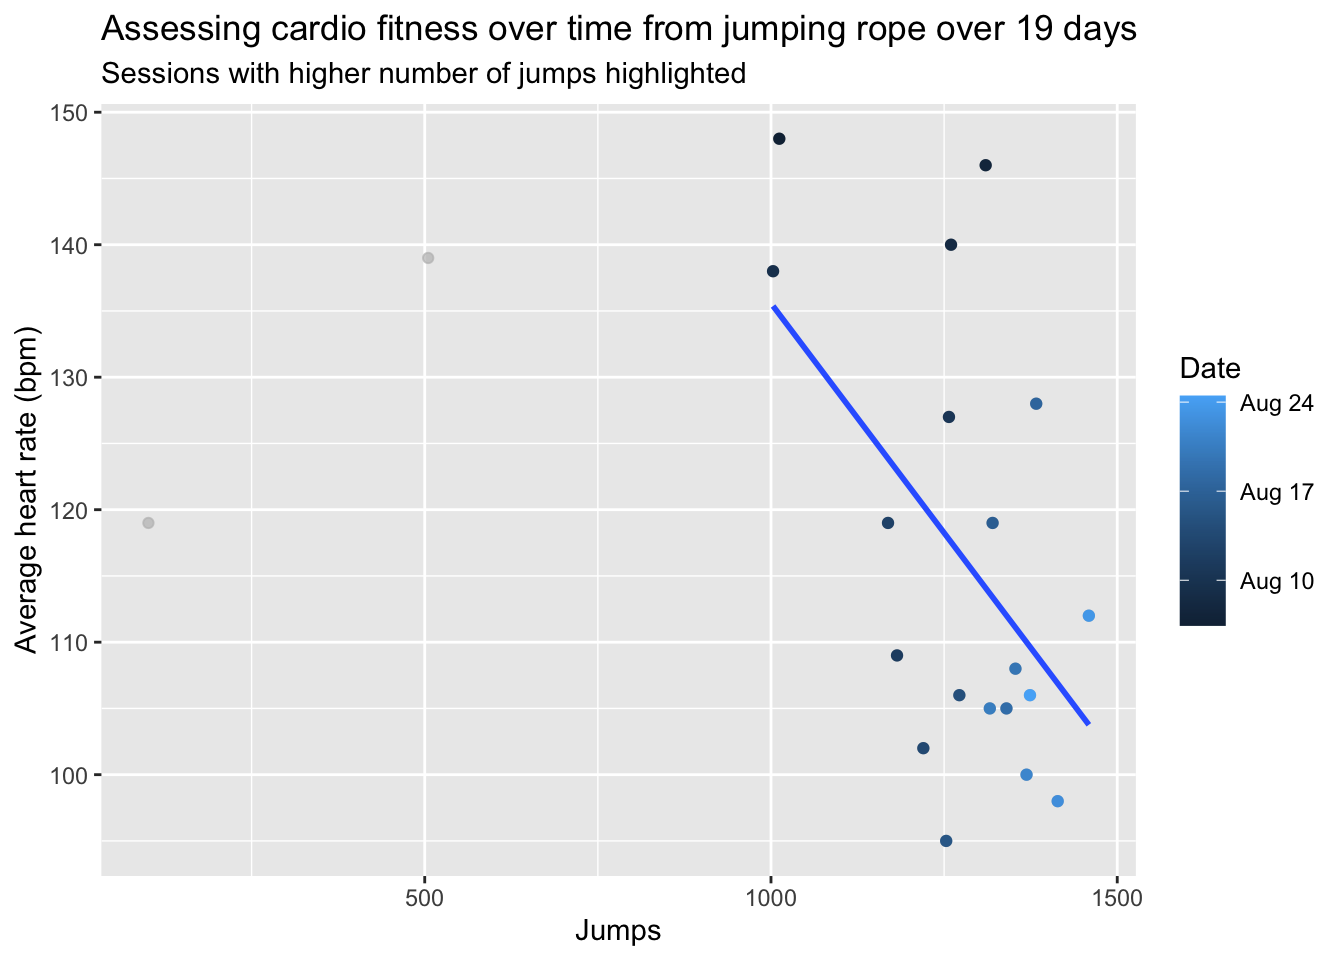 Assessing cardio fitness over time from jumping rope over 19 days
Sessions with higher number of jumps highlighted
150
140
130
120
110
100
Average heart rate (bpm)
500
1000
1500
Jumps
Date
Aug 24
Aug 17
Aug 10